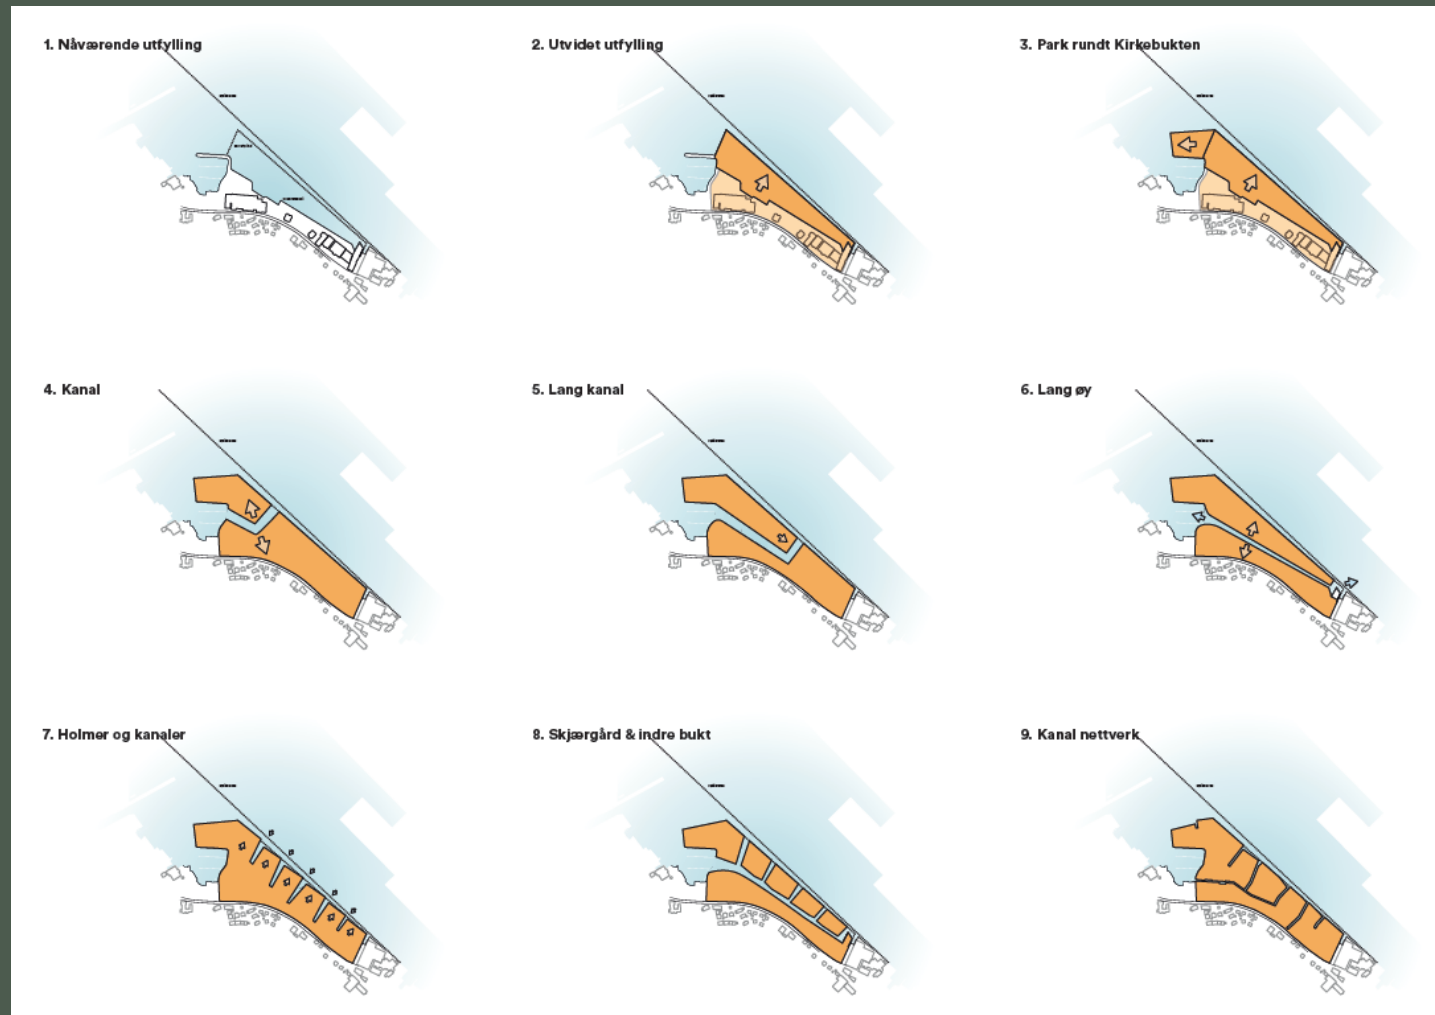 1. Nåværende utfylling
2. Utvidet utfylling
3. Park rundt Kirkebukten
4. Kanal
5. Lang kanal
6. Lang øy
7. Holmer og kanaler
8. Skjærgård & indre bukt
9. Kanal nettverk